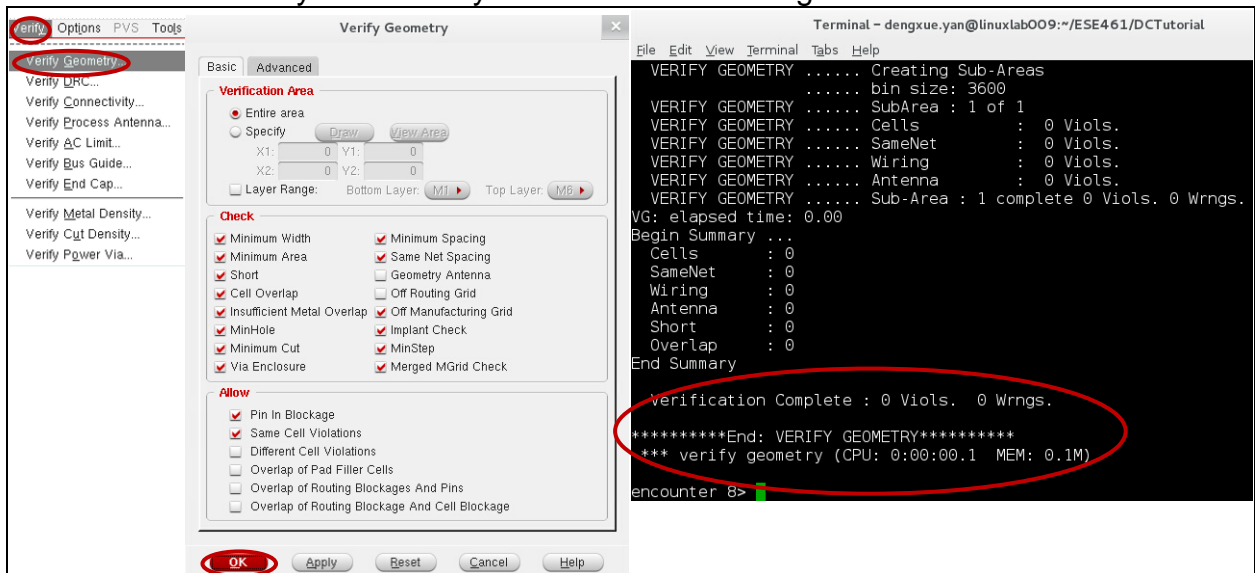 Verify Options PVS Tools
Verify Geometry...
Verify DRC...
Verify Connectivity...
Verify Process Antenna...
Verify AC Limit...
Verify Bus Guide...
Verify End Cap...
Verify Metal Density...
Verify Cut Density...
Verify Power Via...
Verify Geometry
Basic Advanced
Verification Area
Entire area
Specify Draw View Area
X1: 0 Y1: 0
X2: 0 Y2: 0
Layer Range: Bottom Layer: M1 Top Layer: M6
Check
Minimum Width Minimum Spacing
Minimum Area Same Net Spacing
Short Geometry Antenna
Cell Overlap Off Routing Grid
Insufficient Metal Overlap Off Manufacturing Grid
MinHole Implant Check
Minimum Cut MinStep
Via Enclosure Merged MGrid Check
Allow
Pin In Blockage
Same Cell Violations
Different Cell Violations
Overlap of Pad Filler Cells
Overlap of Routing Blockages And Pins
Overlap of Routing Blockage And Cell Blockage
OK Apply Reset Cancel Help
Terminal – dengxue.yan@linuxlab009:~/ESE461/DCTutorial
File Edit View Terminal Tabs Help
VERIFY GEOMETRY ...... Creating Sub-Areas
...... bin size: 3600
VERIFY GEOMETRY ...... SubArea : 1 of 1
VERIFY GEOMETRY ...... Cells : 0 Viols.
VERIFY GEOMETRY ...... SameNet : 0 Viols.
VERIFY GEOMETRY ...... Wiring : 0 Viols.
VERIFY GEOMETRY ...... Antenna : 0 Viols.
VERIFY GEOMETRY ...... Sub-Area : 1 complete 0 Viols. 0 Wrngs.
VG: elapsed time: 0.00
Begin Summary ...
Cells : 0
SameNet : 0
Wiring : 0
Antenna : 0
Short : 0
Overlap : 0
End Summary
Verification Complete : 0 Viols. 0 Wrngs.
**********End: VERIFY GEOMETRY**********
*** verify geometry (CPU: 0:00:00.1 MEM: 0.1M)
encounter 8>